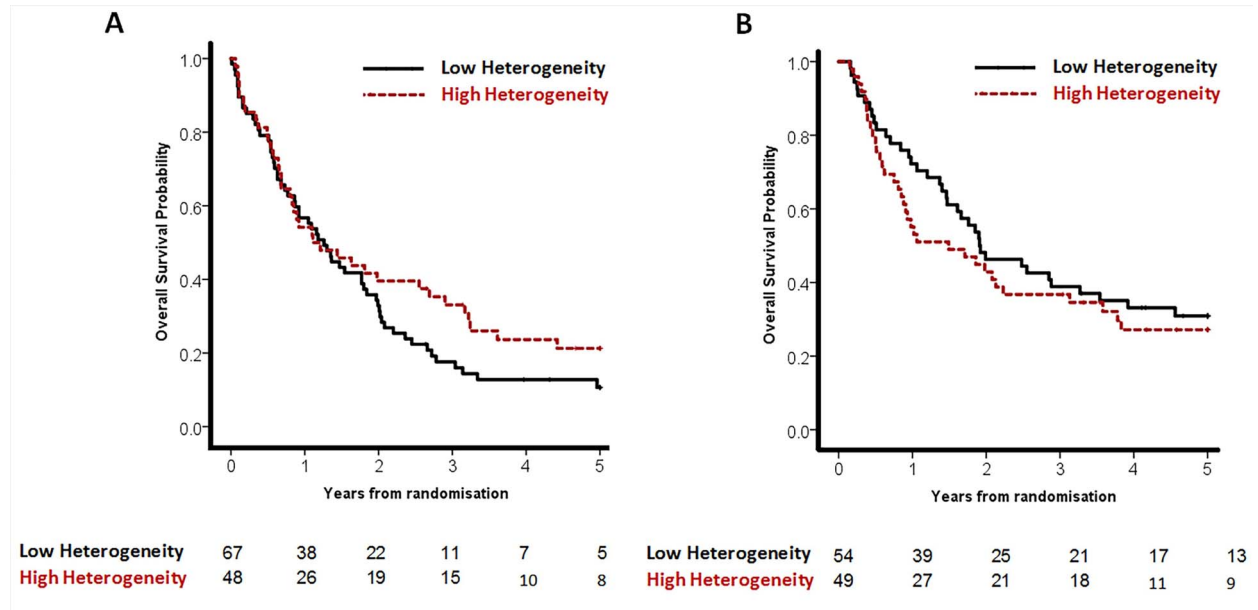 A
Low Heterogeneity
High Heterogeneity
1.0
0.8
0.6
0.4
0.2
0.0
Overall Survival Probability
0 1 2 3 4 5
Years from randomisation
Low Heterogeneity 67 38 22 11 7 5
High Heterogeneity 48 26 19 15 10 8
B
Low Heterogeneity
High Heterogeneity
1.0
0.8
0.6
0.4
0.2
0.0
Overall Survival Probability
0 1 2 3 4 5
Years from randomisation
Low Heterogeneity 54 39 25 21 17 13
High Heterogeneity 49 27 21 18 11 9